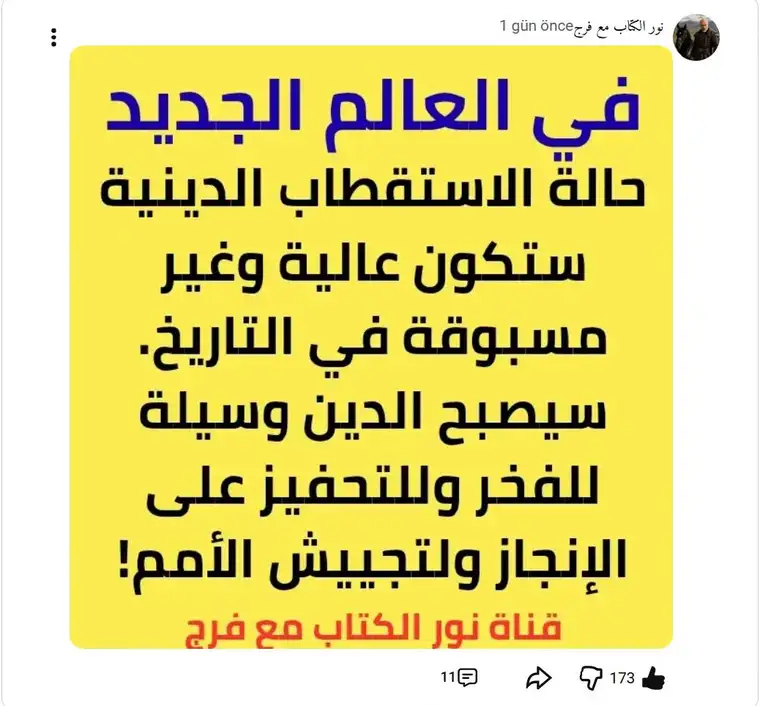 نور الكتاب مع فرج 1 gün önce
في العالم الجديد
حالة الاستقطاب الدينية
ستكون عالية وغير
مسبوقة في التاريخ.
سيصبح الدين وسيلة
للفخر وللتحفيز على
الإنجاز ولتجييش الأمم!
قناة نور الكتاب مع فرج
173
11